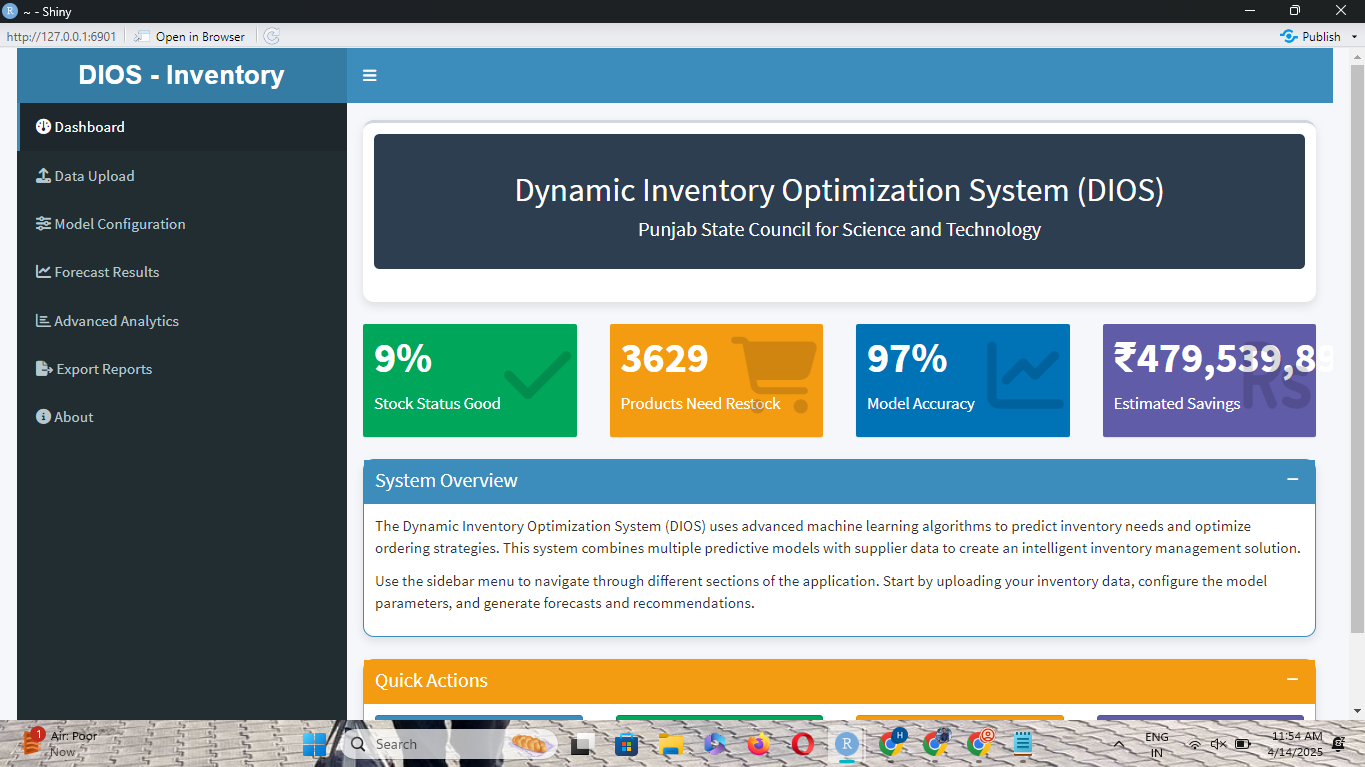 ~ - Shiny
http://127.0.0.1:6901
Open in Browser
Publish
DIOS - Inventory
Dashboard
Data Upload
Model Configuration
Forecast Results
Advanced Analytics
Export Reports
About
Dynamic Inventory Optimization System (DIOS)
Punjab State Council for Science and Technology
9%
Stock Status Good
3629
Products Need Restock
97%
Model Accuracy
₹479,539,89
Rs
Estimated Savings
System Overview
The Dynamic Inventory Optimization System (DIOS) uses advanced machine learning algorithms to predict inventory needs and optimize
ordering strategies. This system combines multiple predictive models with supplier data to create an intelligent inventory management solution.
Use the sidebar menu to navigate through different sections of the application. Start by uploading your inventory data, configure the model
parameters, and generate forecasts and recommendations.
Quick Actions
1
Air: Poor
Now
Search
ENG
IN
11:54 AM
4/14/2025